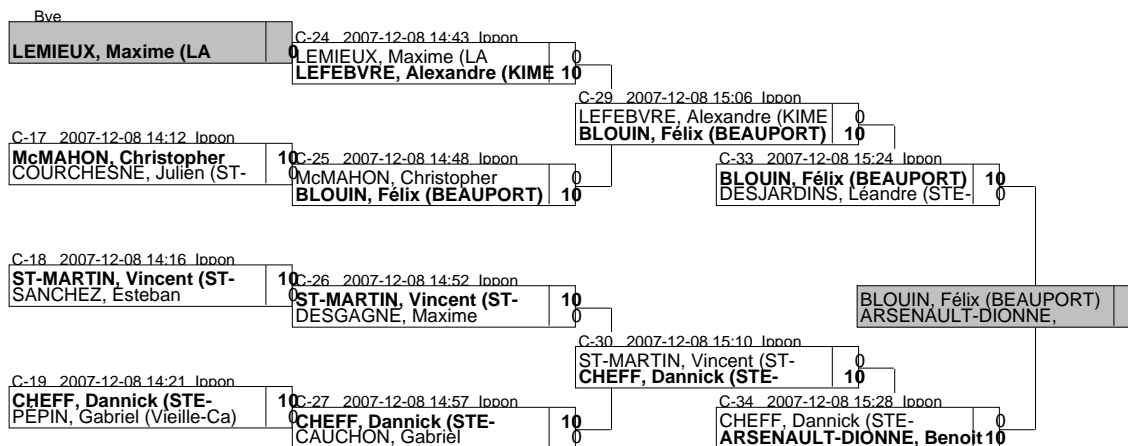 Bye
LEMIEUX, Maxime (LA 0
C-24 2007-12-08 14:43 Ippon
LEMIEUX, Maxime (LA 0
LEFEBVRE, Alexandre (KIME 10
C-29 2007-12-08 15:06 Ippon
LEFEBVRE, Alexandre (KIME 0
BLOUIN, Félix (BEAUPORT) 10
C-17 2007-12-08 14:12 Ippon
McMAHON, Christopher 10
COURCHESNE, Julien (ST- 0
C-25 2007-12-08 14:48 Ippon
McMAHON, Christopher 0
BLOUIN, Félix (BEAUPORT) 10
C-33 2007-12-08 15:24 Ippon
BLOUIN, Félix (BEAUPORT) 10
DESJARDINS, Léandre (STE- 0
C-18 2007-12-08 14:16 Ippon
ST-MARTIN, Vincent (ST- 10
SANCHEZ, Esteban 0
C-26 2007-12-08 14:52 Ippon
ST-MARTIN, Vincent (ST- 10
DESGAGNE, Maxime 0
BLOUIN, Félix (BEAUPORT)
ARSENAULT-DIONNE,
C-30 2007-12-08 15:10 Ippon
ST-MARTIN, Vincent (ST- 0
CHEFF, Dannick (STE- 10
C-19 2007-12-08 14:21 Ippon
CHEFF, Dannick (STE- 10
PÉPIN, Gabriel (Vieille-Ca) 0
C-27 2007-12-08 14:57 Ippon
CHEFF, Dannick (STE- 10
CAUCHON, Gabriel 0
C-34 2007-12-08 15:28 Ippon
CHEFF, Dannick (STE- 0
ARSENAULT-DIONNE, Benoit 10